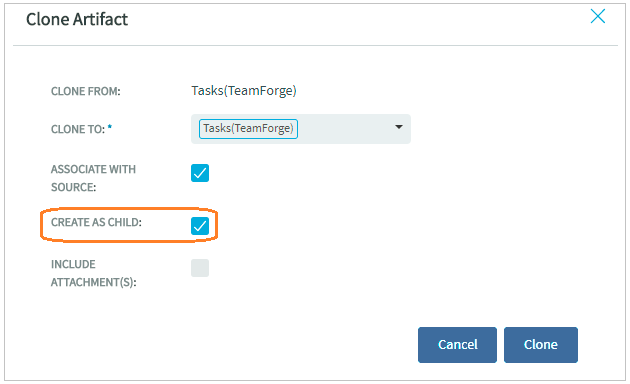 Clone Artifact
CLONE FROM: Tasks(TeamForge)
CLONE TO: * Tasks(TeamForge)
ASSOCIATE WITH
SOURCE:
CREATE AS CHILD:
INCLUDE
ATTACHMENT(S):
Cancel Clone